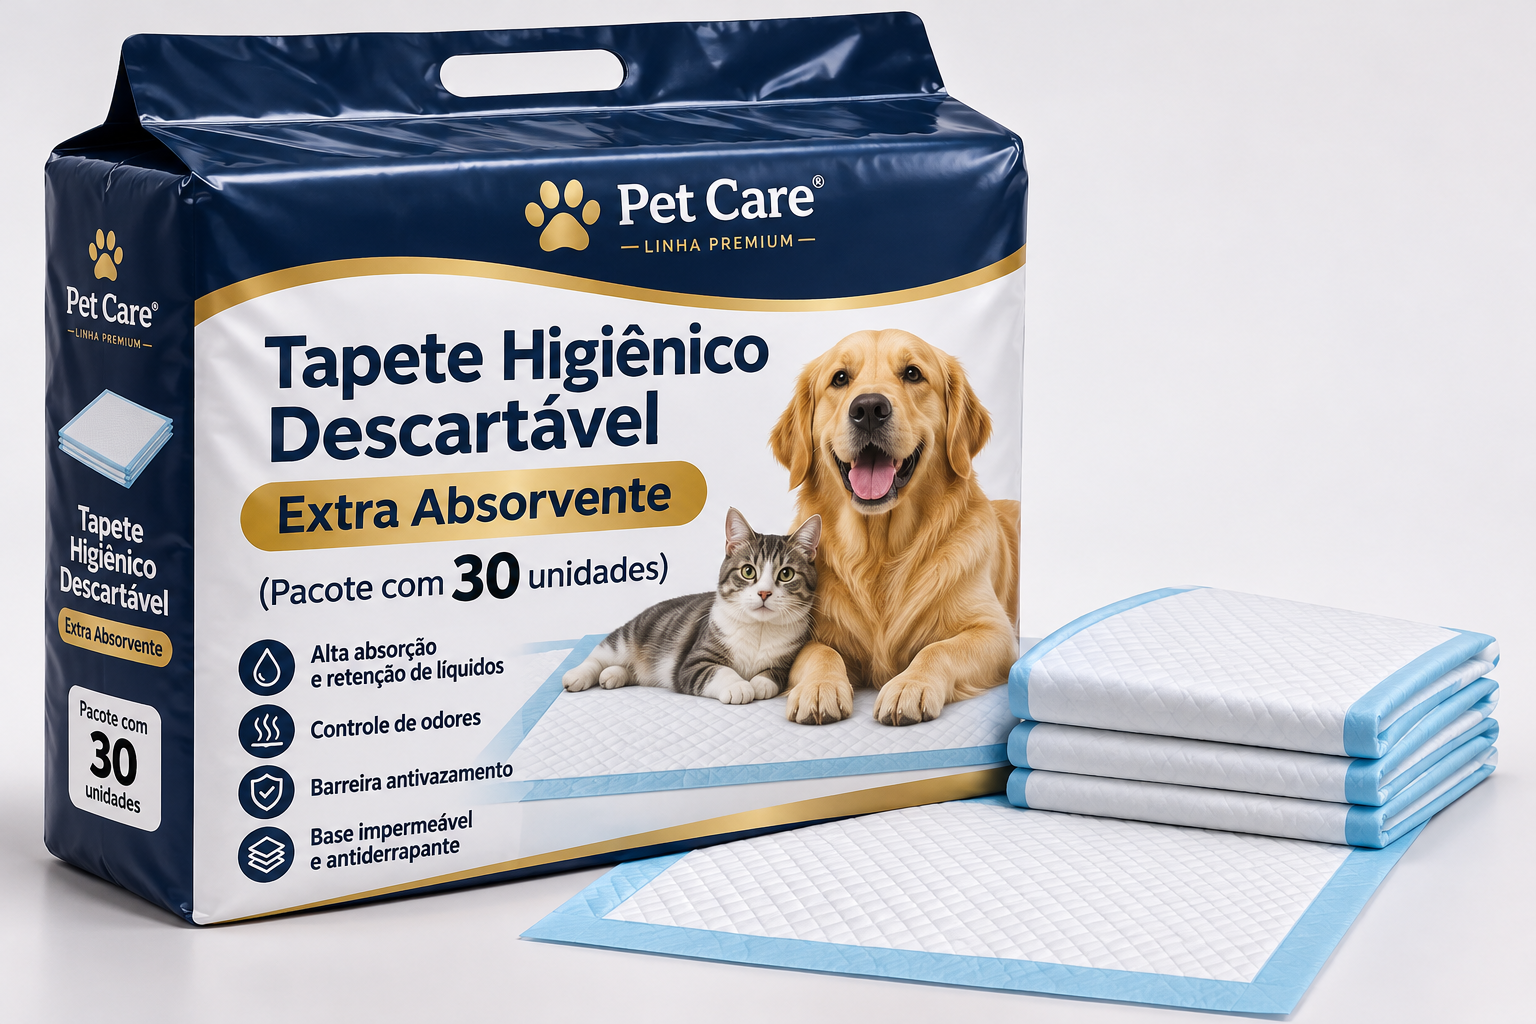 Pet Care®
LINHA PREMIUM
Tapete Higiênico
Descartável
Extra Absorvente
(Pacote com 30 unidades)
Alta absorção
e retenção de líquidos
Controle de odores
Barreira antivazamento
Base impermeável
e antiderrapante
Pet Care®
LINHA PREMIUM
Tapete
Higiênico
Descartável
Extra Absorvente
Pacote com
30
unidades